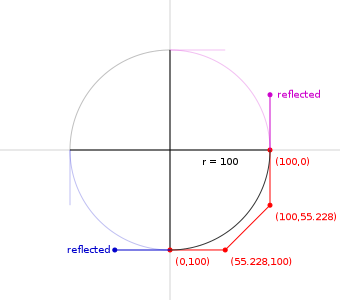 reflected
r = 100
(100,0)
(100,55.228)
reflected
(0,100)
(55.228,100)